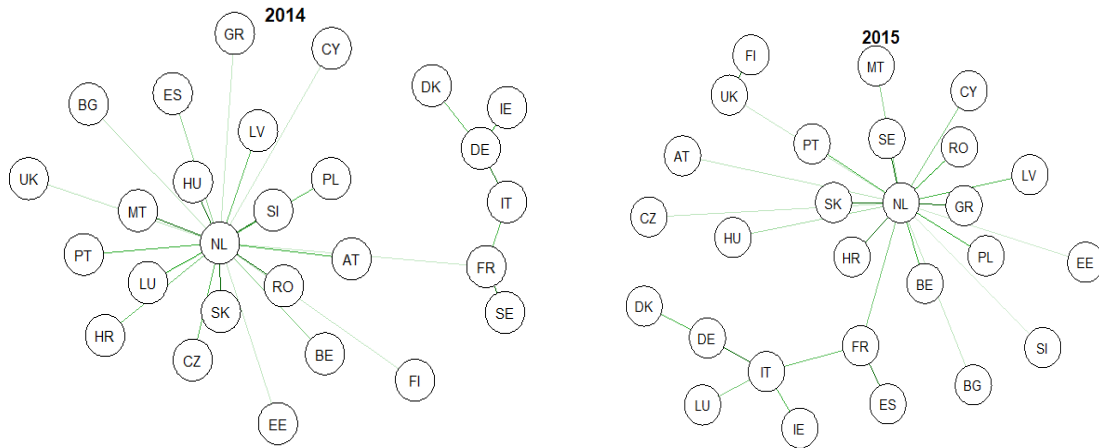 2014
GR
CY
ES
BG
LV
DK
IE
DE
UK
HU
PL
MT
SI
IT
NL
PT
AT
LU
RO
FR
SK
SE
HR
CZ
BE
FI
EE
2015
FI
MT
UK
CY
SE
PT
RO
AT
LV
SK
NL
GR
CZ
HU
HR
PL
EE
BE
DK
DE
FR
SI
IT
LU
ES
BG
IE